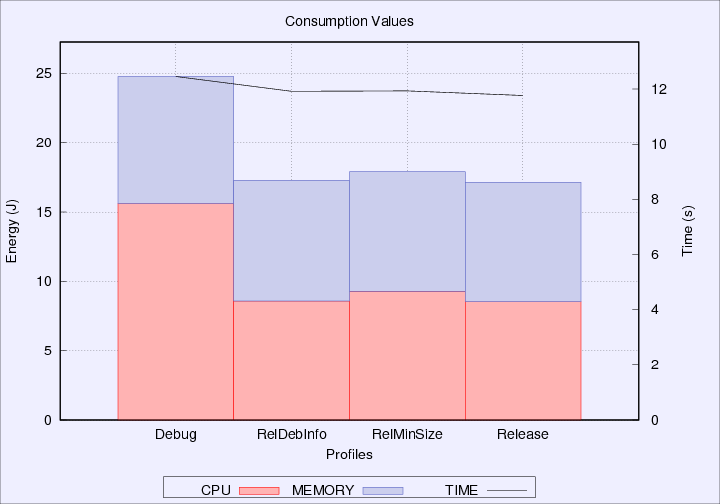 Consumption Values
25
20
15
10
5
0
Energy (J)
12
10
8
6
4
2
0
Time (s)
Debug RelDebInfo RelMinSize Release
Profiles
CPU MEMORY TIME